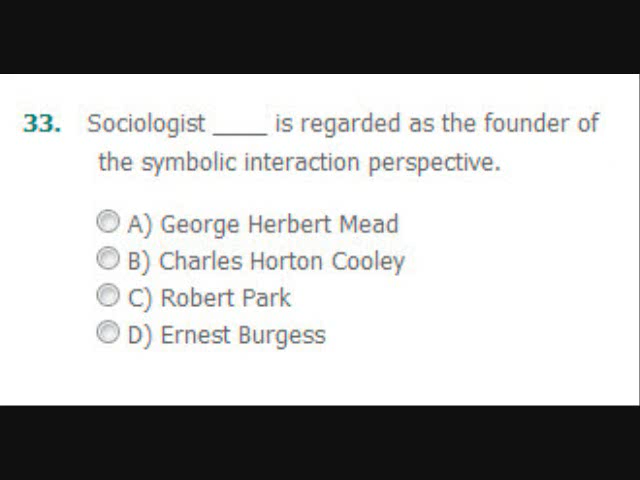 33. Sociologist ____ is regarded as the founder of
the symbolic interaction perspective.
A) George Herbert Mead
B) Charles Horton Cooley
C) Robert Park
D) Ernest Burgess